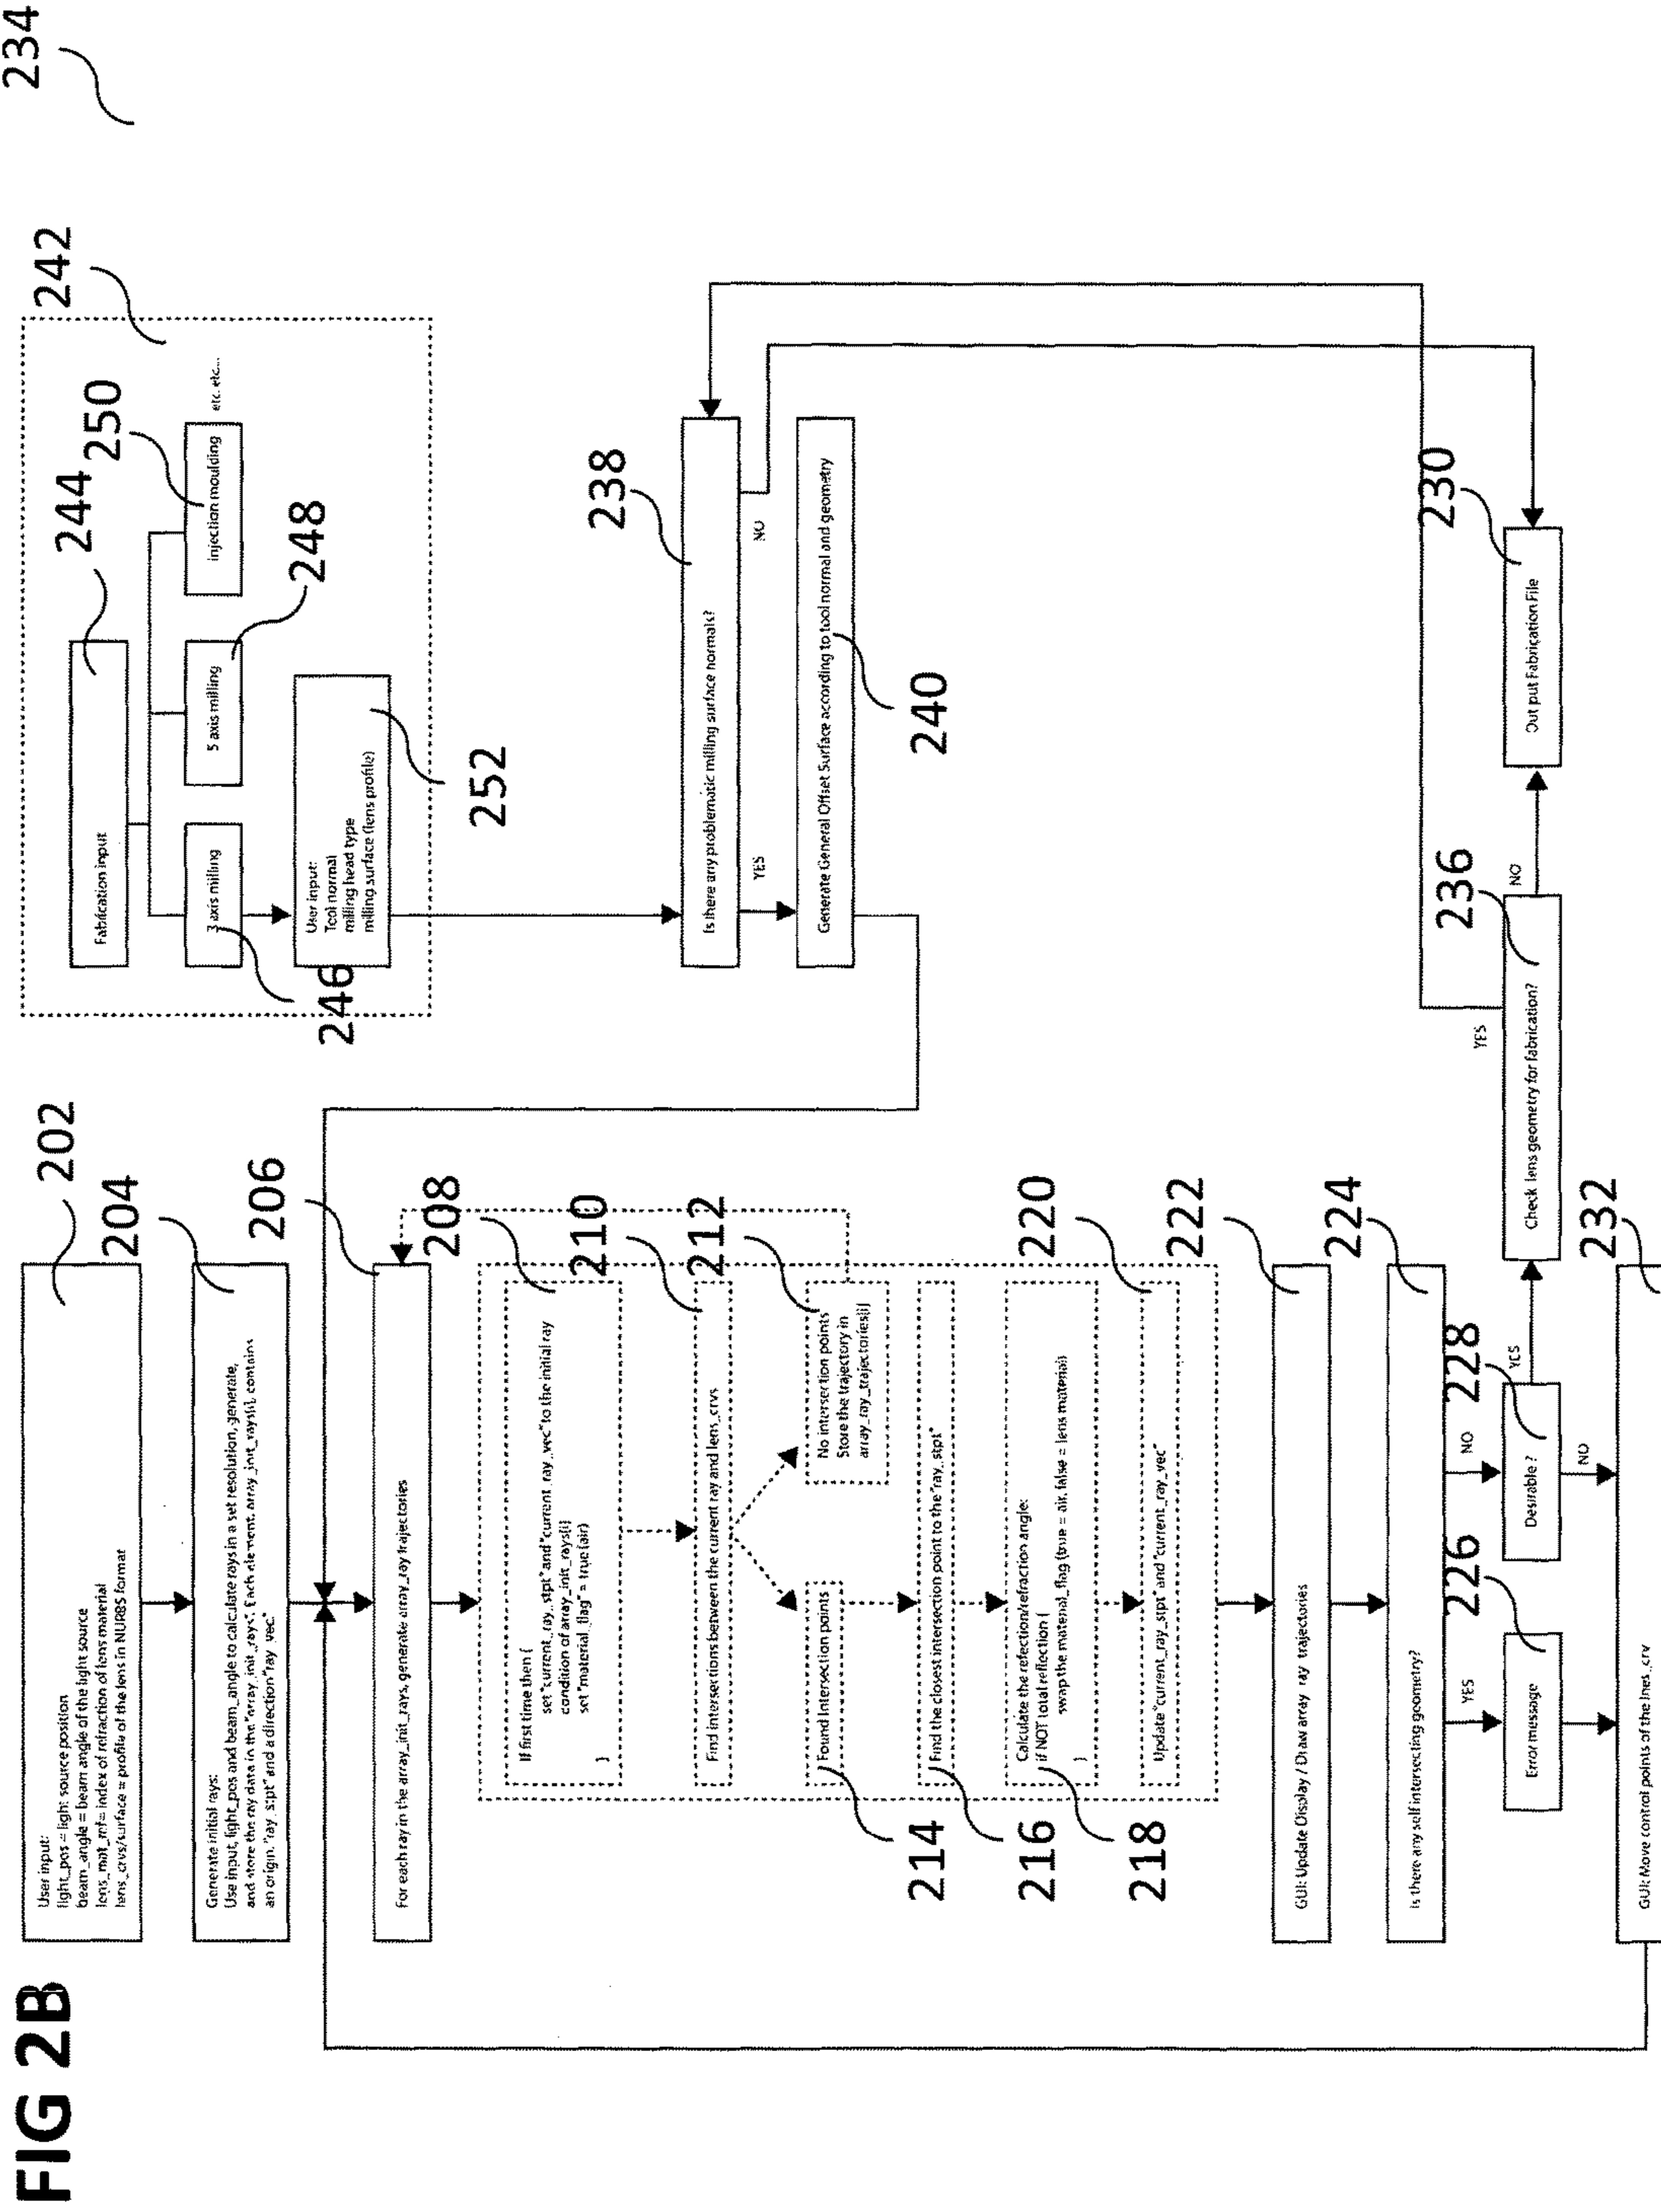 FIG 2B
234
User input:
light_pos = light source position
beam_angle = beam angle of the light source
lens_mat_mf= index of refraction of lens material
lens_crvs/surface = profile of the lens in NURBS format
202
Generate initial rays:
Use input, light_pos and beam_angle to calculate rays in a set resolution, generate,
and store the ray data in the "array_init_rays". Each element, array_init_rays[i], contains
an origin, "ray_stpt" and a direction "ray_vec."
204
For each ray in the array_init_rays, generate array_ray trajectories
206
If first time then {
set "current_ray_stpt" and "current_ray_vec" to the initial ray
condition of array_init_rays[i]
set "material_flag" = true (air)
}
208
Find intersections between the current ray and lens_crvs
210
No intersection points
Store the trajectory in
array_ray_trajectories[i]
212
Found Intersection points
214
Find the closest intersection point to the "ray_stpt"
216
Calculate the refection/refraction angle:
if NOT total reflection {
swap the material_flag (true = air, false = lens material)
}
218
Update "current_ray_stpt" and "current_ray_vec"
220
GUI: Update Display / Draw array_ray_trajectories
222
Is there any self intersecting geometry?
224
YES
NO
Error message
226
Desirable ?
228
YES
NO
GUI: Move control points of the lnes_crv
232
Check lens geometry for fabrication?
236
YES
NO
Out put Fabrication File
230
Fabrication input
244
242
3 axis milling
246
5 axis milling
248
injection moulding
250
etc. etc...
User input:
Tool normal
milling head type
milling surface (lens profile)
252
Is there any problematic milling surface normals?
238
YES
NO
Generate General Offset Surface according to tool normal and geometry
240